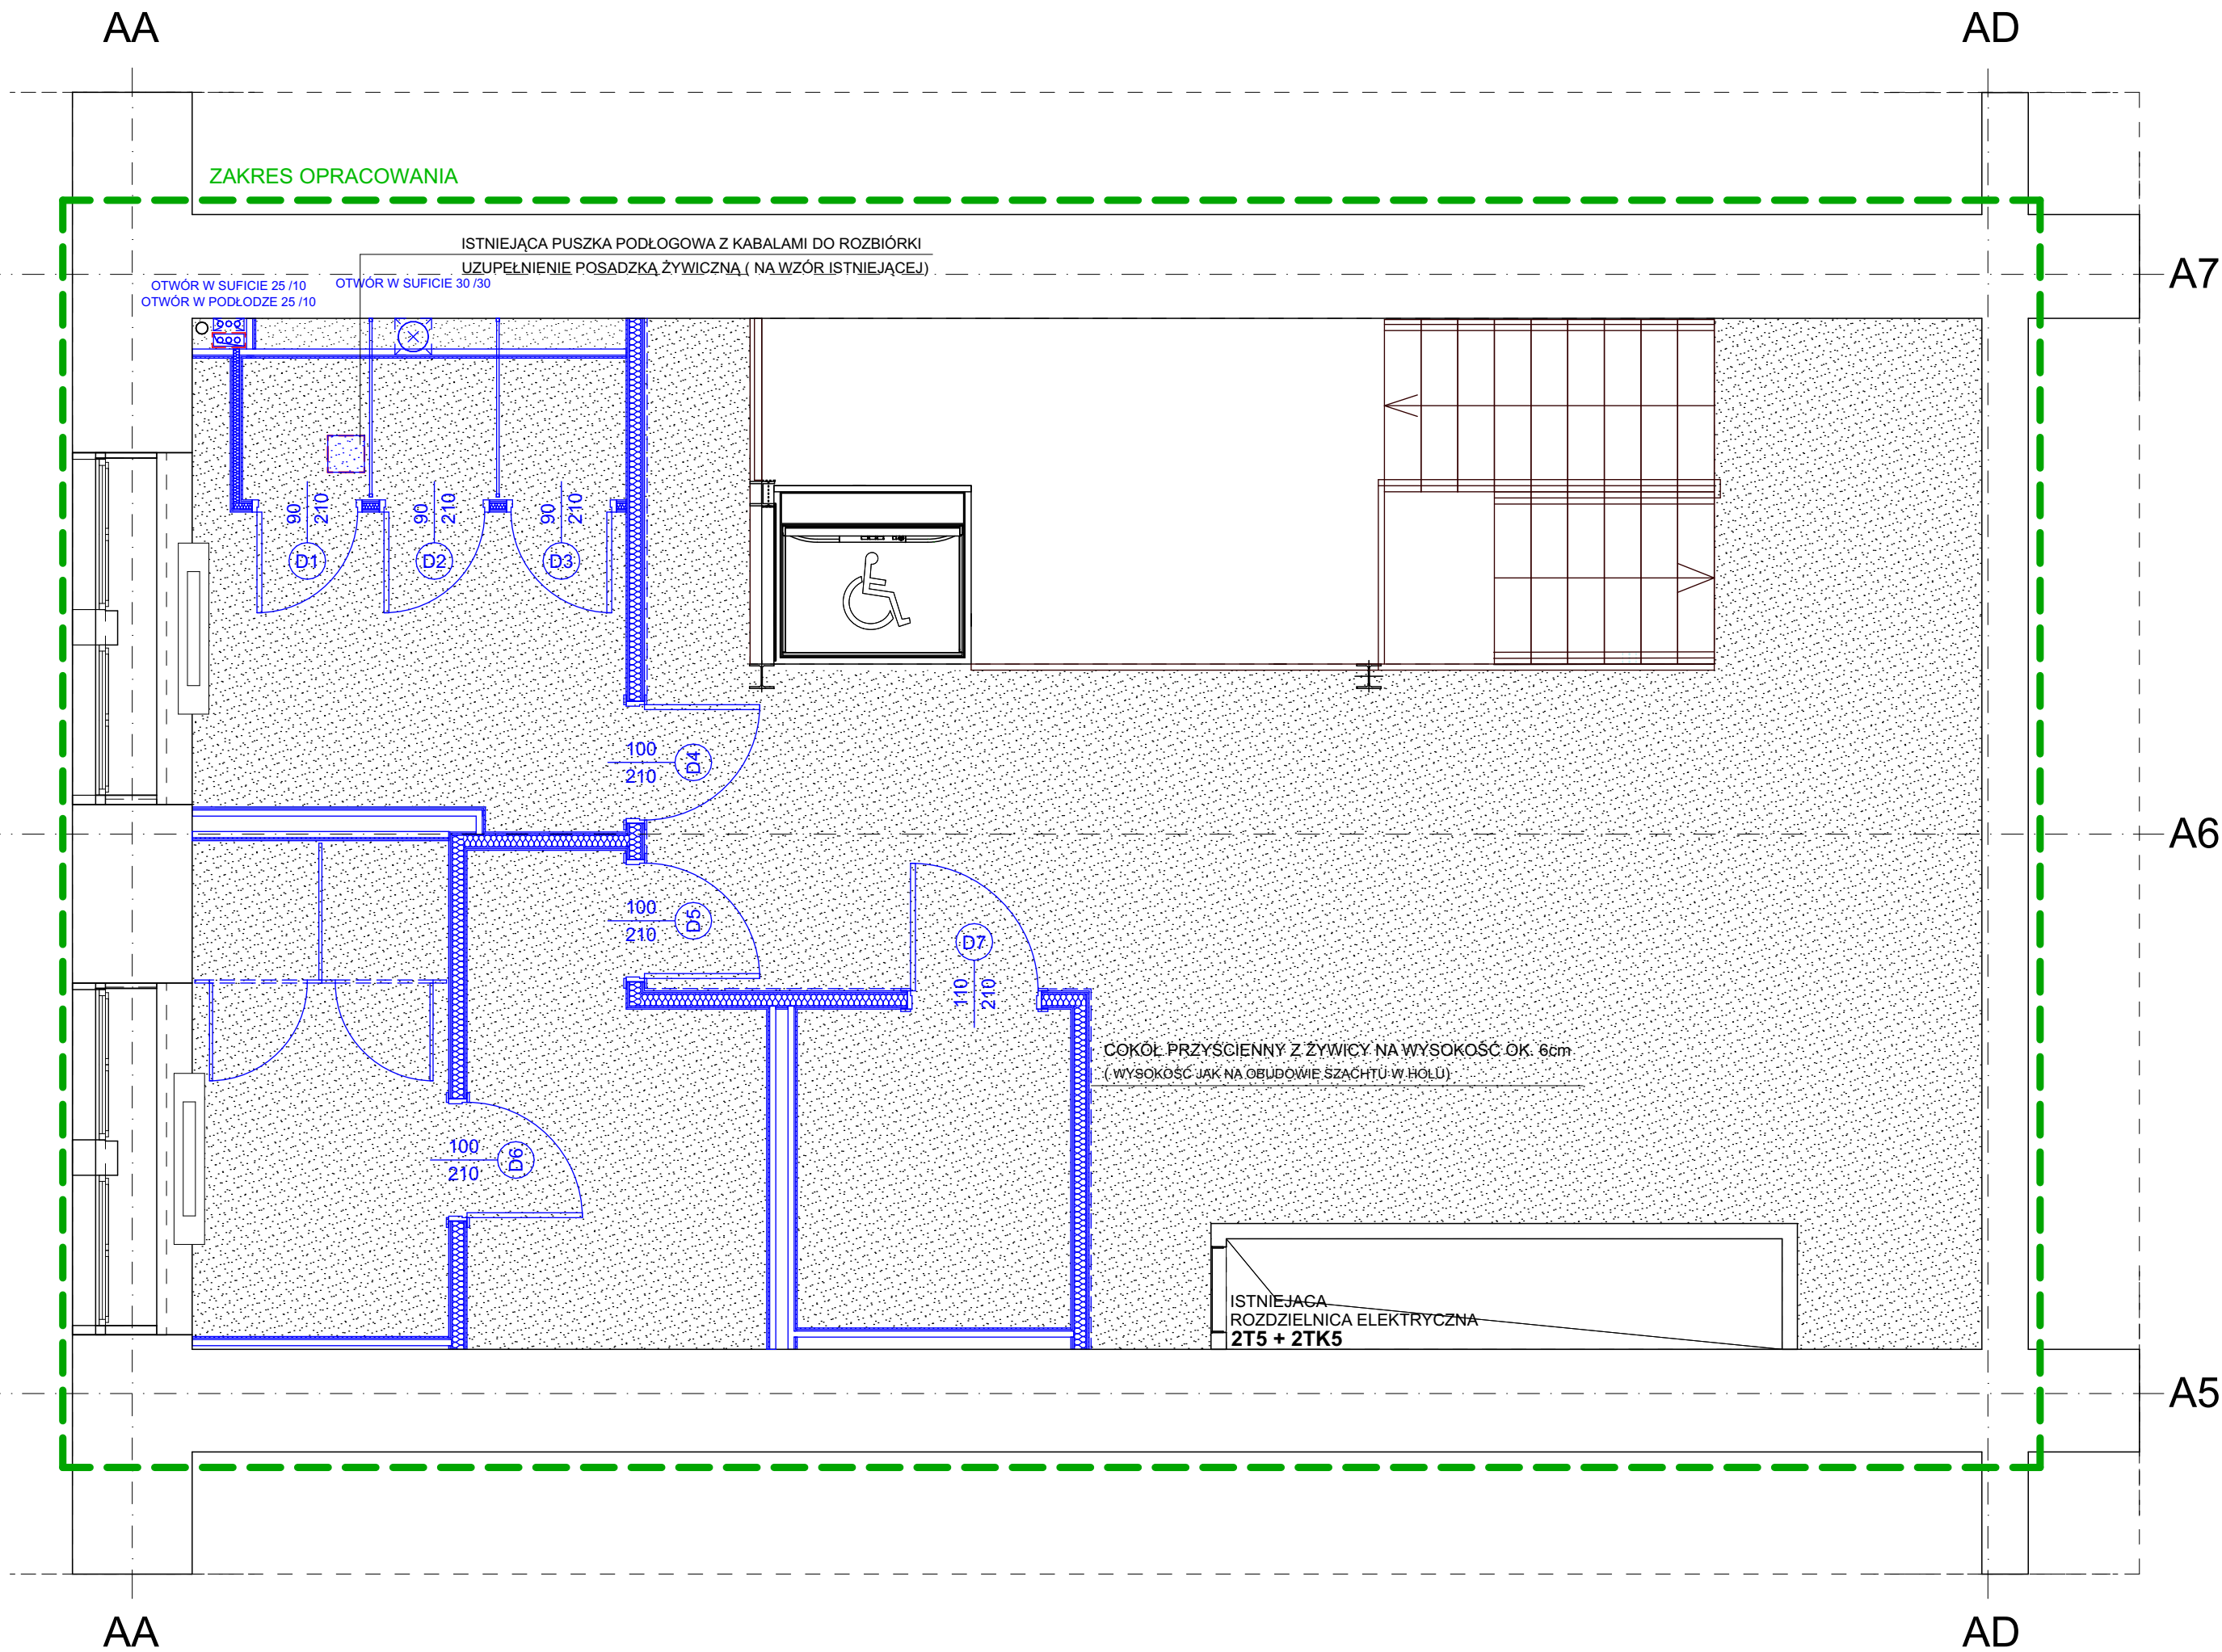 AA
AD
ZAKRES OPRACOWANIA
ISTNIEJĄCA PUSZKA PODŁOGOWA Z KABALAMI DO ROZBIÓRKI
UZUPEŁNIENIE POSADZKĄ ŻYWICZNĄ ( NA WZÓR ISTNIEJĄCEJ)
A7
OTWÓR W SUFICIE 25 /10
OTWÓR W PODŁODZE 25 /10
OTWÓR W SUFICIE 30 /30
90
210
90
210
90
210
D1
D2
D3
100
210
D4
A6
100
210
D5
D7
110
210
COKÓŁ PRZYŚCIENNY Z ŻYWICY NA WYSOKOŚĆ OK. 6cm
( WYSOKOŚĆ JAK NA OBUDOWIE SZACHTU W HOLU)
100
210
D6
ISTNIEJACA
ROZDZIELNICA ELEKTRYCZNA
2T5 + 2TK5
A5
AA
AD